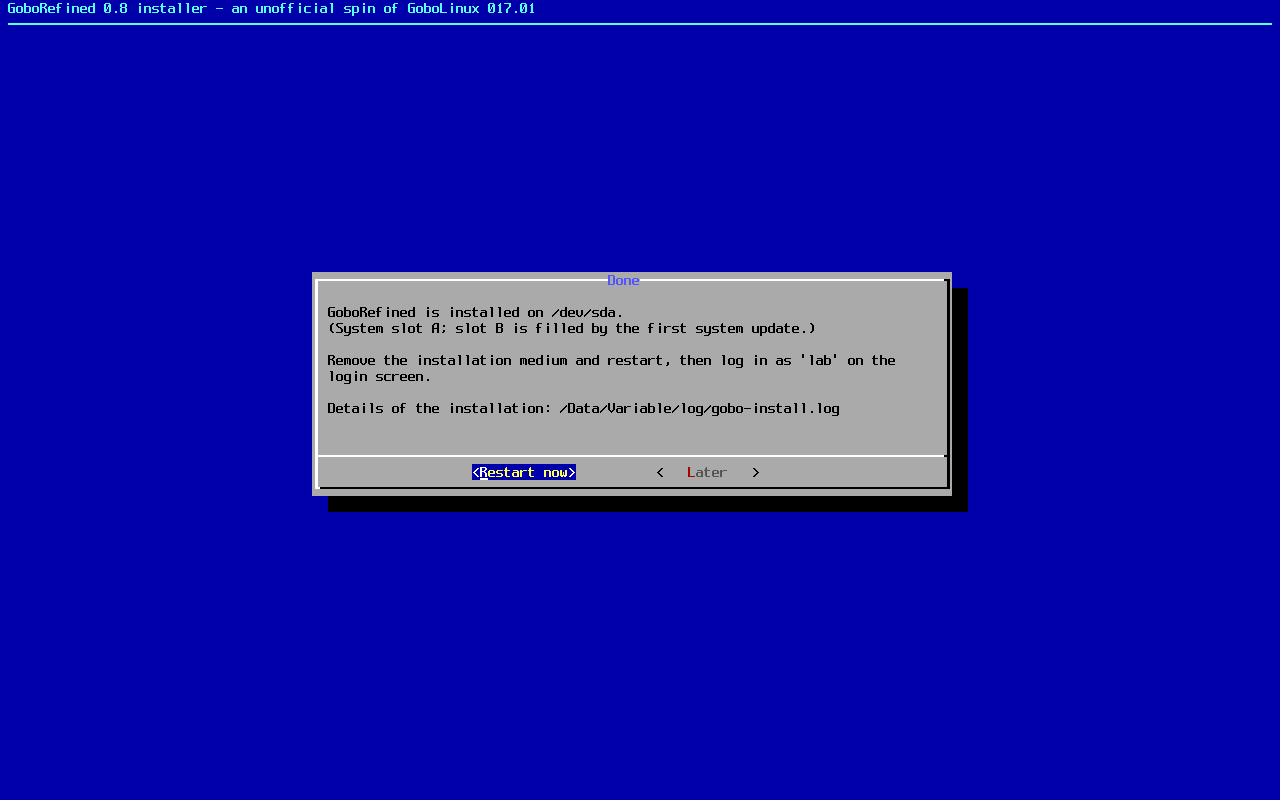 GoboRefined 0.8 installer - an unofficial spin of GoboLinux 017.01
Done
GoboRefined is installed on /dev/sda.
(System slot A; slot B is filled by the first system update.)
Remove the installation medium and restart, then log in as 'lab' on the
login screen.
Details of the installation: /Data/Variable/log/gobo-install.log
<Restart now> < Later >